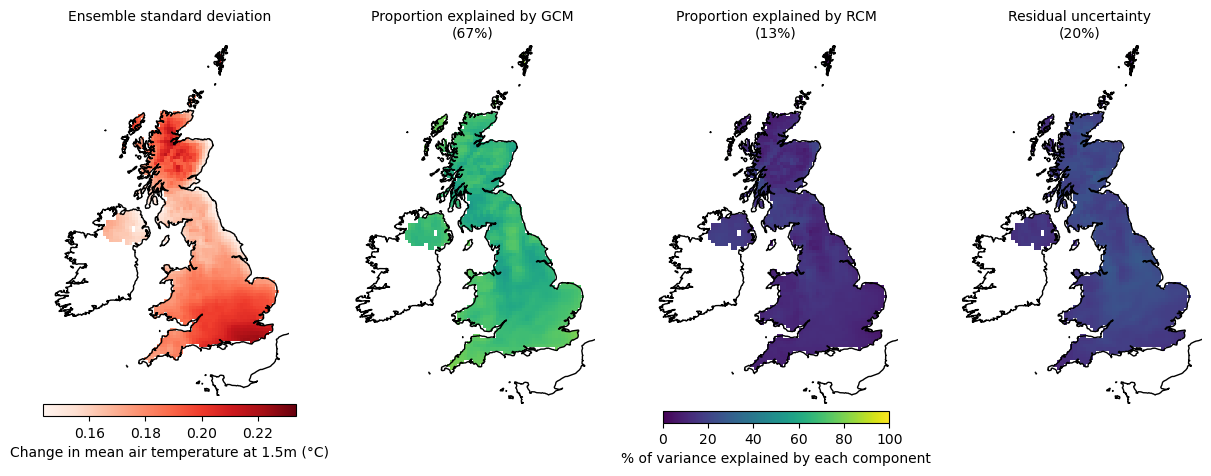 Ensemble standard deviation
Proportion explained by GCM
(67%)
Proportion explained by RCM
(13%)
Residual uncertainty
(20%)
0.16 0.18 0.20 0.22
Change in mean air temperature at 1.5m (°C)
0 20 40 60 80 100
% of variance explained by each component